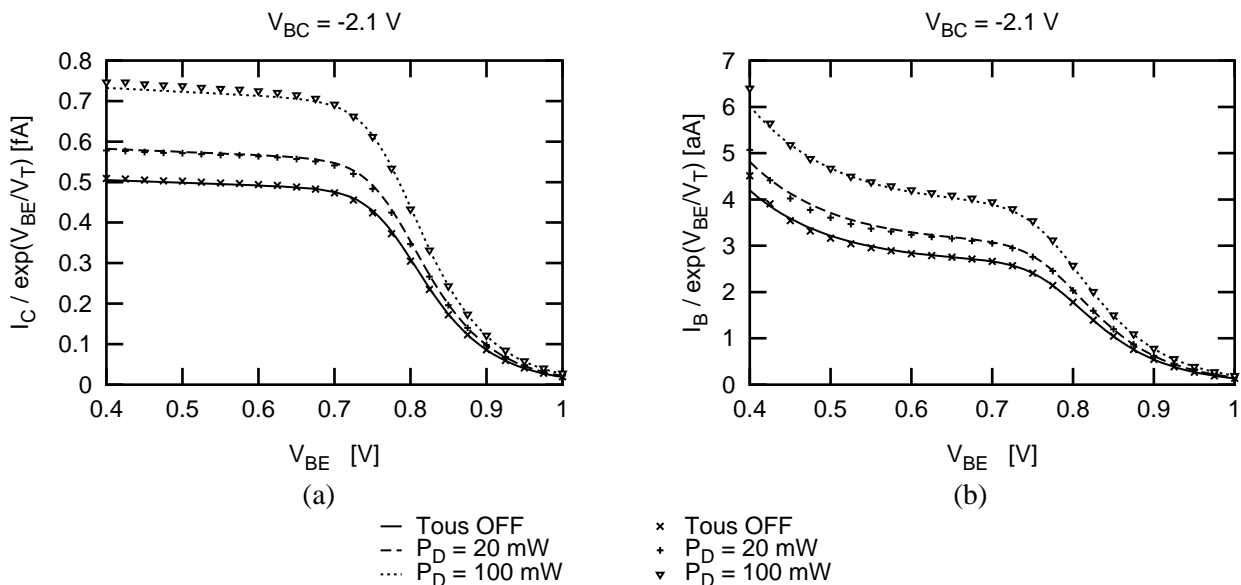 V_BC = -2.1 V
I_C / exp(V_BE/V_T) [fA]
0.8
0.7
0.6
0.5
0.4
0.3
0.2
0.1
0
0.4 0.5 0.6 0.7 0.8 0.9 1
V_BE [V]
(a)
V_BC = -2.1 V
I_B / exp(V_BE/V_T) [aA]
7
6
5
4
3
2
1
0
0.4 0.5 0.6 0.7 0.8 0.9 1
V_BE [V]
(b)
Tous OFF
P_D = 20 mW
P_D = 100 mW
Tous OFF
P_D = 20 mW
P_D = 100 mW